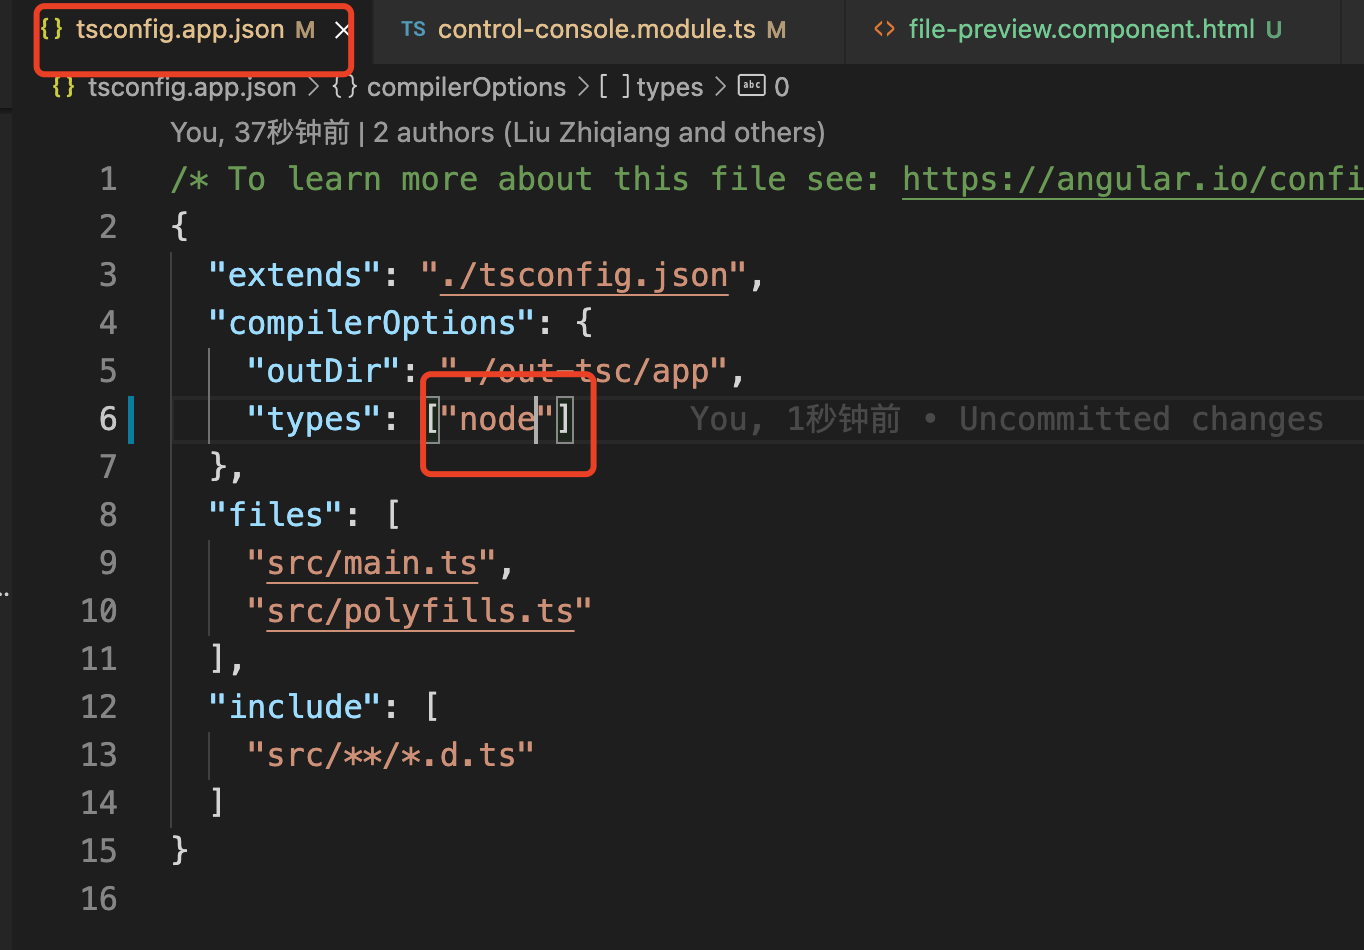 {} tsconfig.app.json M × TS control-console.module.ts M <> file-preview.component.html U
{} tsconfig.app.json > {} compilerOptions > [ ] types > abc 0
You, 37秒钟前 | 2 authors (Liu Zhiqiang and others)
1 /* To learn more about this file see: https://angular.io/confi
2 {
3 "extends": "./tsconfig.json",
4 "compilerOptions": {
5 "outDir": "./out-tsc/app",
6 "types": ["node"] You, 1秒钟前 • Uncommitted changes
7 },
8 "files": [
9 "src/main.ts",
10 "src/polyfills.ts"
11 ],
12 "include": [
13 "src/**/*.d.ts"
14 ]
15 }
16